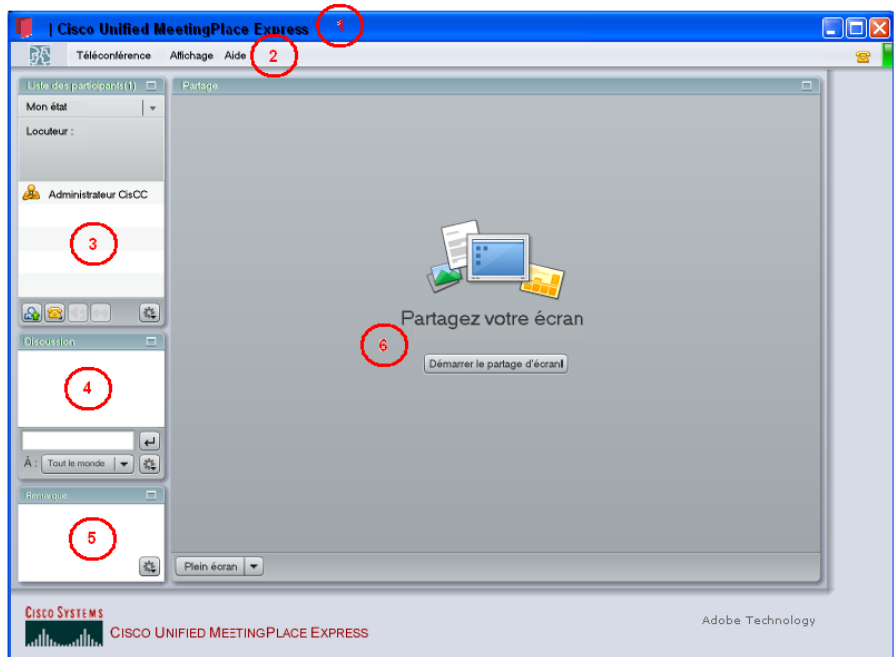 | Cisco Unified MeetingPlace Express
1
Téléconférence Affichage Aide
2
Liste des participants(1)
Partage
Mon état
Locuteur :
Administrateur CisCC
3
Partagez votre écran
6
Démarrer le partage d'écran
Discussion
4
À : Tout le monde
Remarque
5
Plein écran
CISCO SYSTEMS
CISCO UNIFIED MEETINGPLACE EXPRESS
Adobe Technology